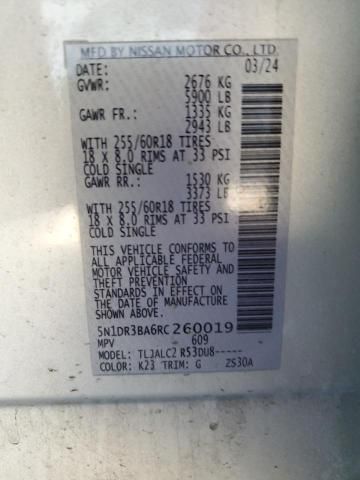 MFD BY NISSAN MOTOR CO., LTD.
DATE: 03/24
GVWR: 2676 KG
5900 LB
GAWR FR.: 1335 KG
2943 LB
WITH 255/60R18 TIRES
18 X 8.0 RIMS AT 33 PSI
COLD SINGLE
GAWR RR.: 1530 KG
3373 LB
WITH 255/60R18 TIRES
18 X 8.0 RIMS AT 33 PSI
COLD SINGLE
THIS VEHICLE CONFORMS TO
ALL APPLICABLE FEDERAL
MOTOR VEHICLE SAFETY
AND THEFT PREVENTION
STANDARDS IN EFFECT ON
THE DATE OF MANUFACTURE
SHOWN ABOVE.
5N1DR3BA6RC260019
MPV 609
MODEL: TLJALC2 R53DU8-----
COLOR: K23 TRIM: G ZS30A